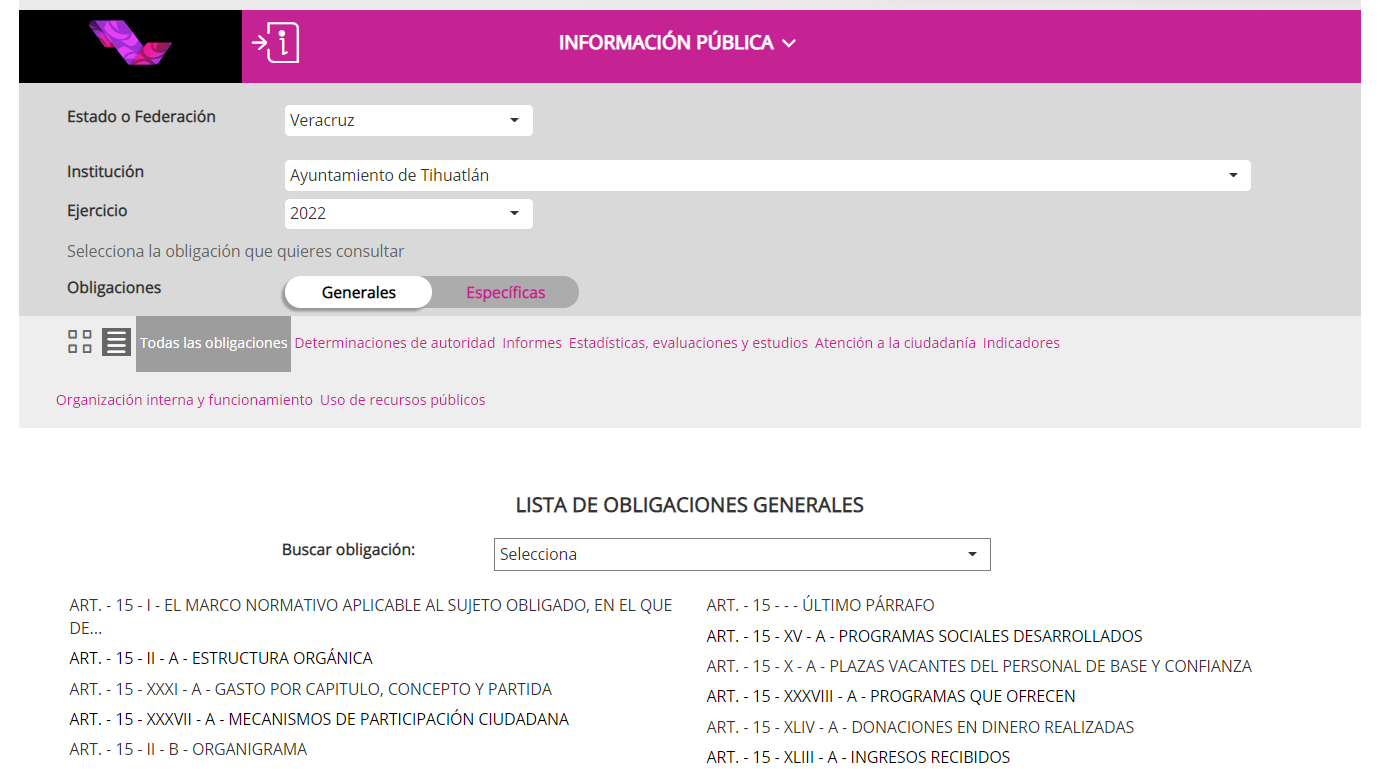 INFORMACIÓN PÚBLICA
Estado o Federación
Veracruz
Institución
Ayuntamiento de Tihuatlán
Ejercicio
2022
Selecciona la obligación que quieres consultar
Obligaciones
Generales
Específicas
Todas las obligaciones Determinaciones de autoridad Informes Estadísticas, evaluaciones y estudios Atención a la ciudadanía Indicadores
Organización interna y funcionamiento Uso de recursos públicos
LISTA DE OBLIGACIONES GENERALES
Buscar obligación:
Selecciona
ART. - 15 - I - EL MARCO NORMATIVO APLICABLE AL SUJETO OBLIGADO, EN EL QUE
DE...
ART. - 15 - II - A - ESTRUCTURA ORGÁNICA
ART. - 15 - XXXI - A - GASTO POR CAPITULO, CONCEPTO Y PARTIDA
ART. - 15 - XXXVII - A - MECANISMOS DE PARTICIPACIÓN CIUDADANA
ART. - 15 - II - B - ORGANIGRAMA
ART. - 15 - - - ÚLTIMO PÁRRAFO
ART. - 15 - XV - A - PROGRAMAS SOCIALES DESARROLLADOS
ART. - 15 - X - A - PLAZAS VACANTES DEL PERSONAL DE BASE Y CONFIANZA
ART. - 15 - XXXVIII - A - PROGRAMAS QUE OFRECEN
ART. - 15 - XLIV - A - DONACIONES EN DINERO REALIZADAS
ART. - 15 - XLIII - A - INGRESOS RECIBIDOS